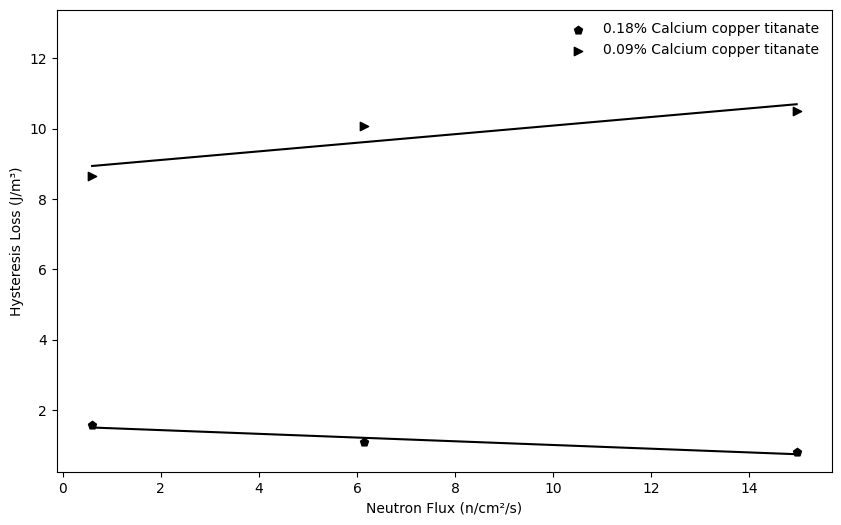 0.18% Calcium copper titanate
0.09% Calcium copper titanate
12
10
8
6
4
2
Hysteresis Loss (J/m³)
0 2 4 6 8 10 12 14
Neutron Flux (n/cm²/s)